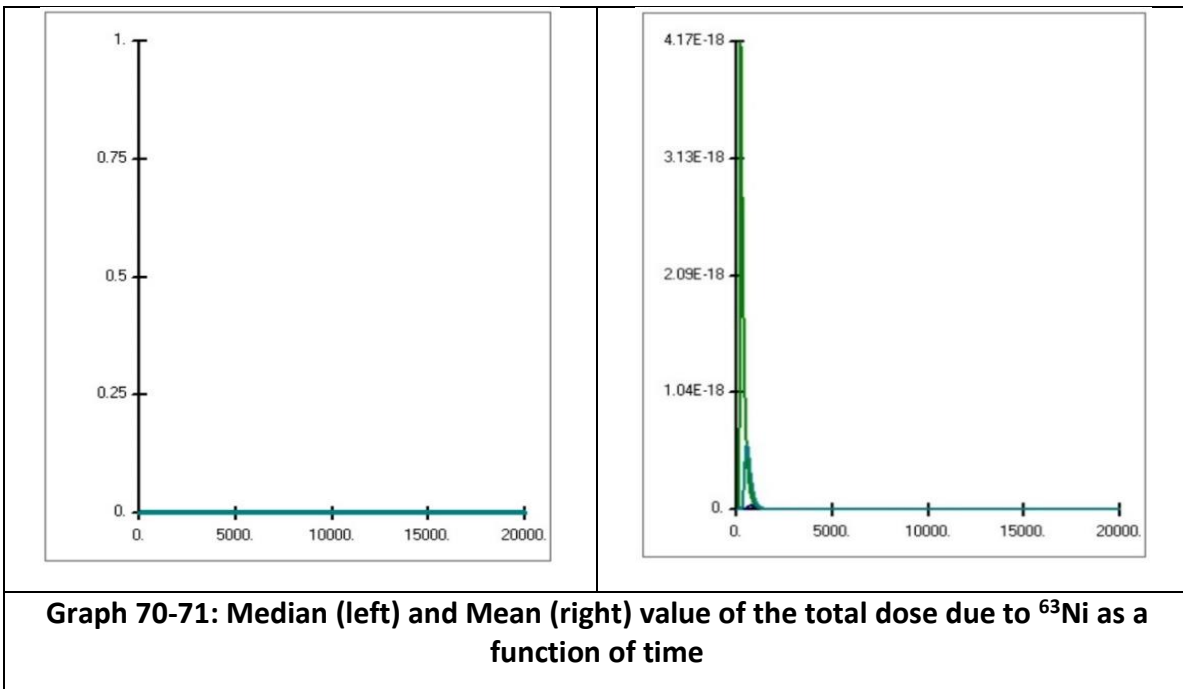 1.
0.75
0.5
0.25
0.
0. 5000. 10000. 15000. 20000.
4.17E-18
3.13E-18
2.09E-18
1.04E-18
0.
0. 5000. 10000. 15000. 20000.
Graph 70-71: Median (left) and Mean (right) value of the total dose due to ⁶³Ni as a
function of time